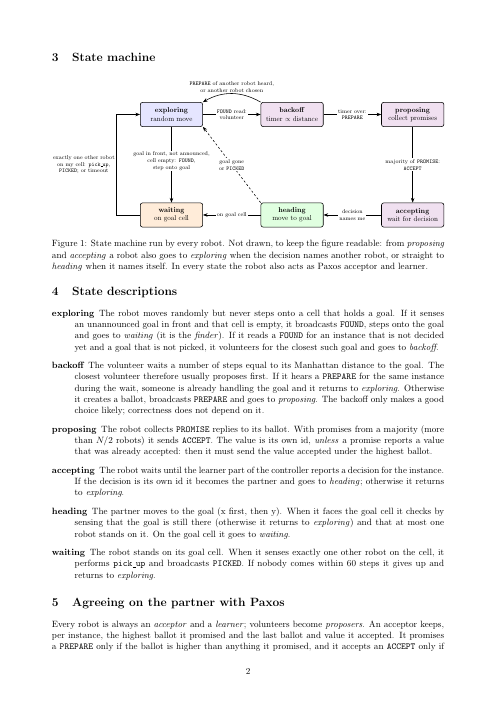 3 State machine
PREPARE of another robot heard,
or another robot chosen
exploring
random move
FOUND read:
volunteer
backoff
timer ∝ distance
timer over:
PREPARE
proposing
collect promises
exactly one other robot
on my cell: pick_up,
PICKED, or timeout
goal in front, not announced,
cell empty: FOUND,
step onto goal
goal gone
or PICKED
majority of PROMISE:
ACCEPT
waiting
on goal cell
on goal cell
heading
move to goal
decision
names me
accepting
wait for decision
Figure 1: State machine run by every robot. Not drawn, to keep the figure readable: from proposing
and accepting a robot also goes to exploring when the decision names another robot, or straight to
heading when it names itself. In every state the robot also acts as Paxos acceptor and learner.
4 State descriptions
exploring The robot moves randomly but never steps onto a cell that holds a goal. If it senses
an unannounced goal in front and that cell is empty, it broadcasts FOUND, steps onto the goal
and goes to waiting (it is the finder). If it reads a FOUND for an instance that is not decided
yet and a goal that is not picked, it volunteers for the closest such goal and goes to backoff.
backoff The volunteer waits a number of steps equal to its Manhattan distance to the goal. The
closest volunteer therefore usually proposes first. If it hears a PREPARE for the same instance
during the wait, someone is already handling the goal and it returns to exploring. Otherwise
it creates a ballot, broadcasts PREPARE and goes to proposing. The backoff only makes a good
choice likely; correctness does not depend on it.
proposing The robot collects PROMISE replies to its ballot. With promises from a majority (more
than N/2 robots) it sends ACCEPT. The value is its own id, unless a promise reports a value
that was already accepted: then it must send the value accepted under the highest ballot.
accepting The robot waits until the learner part of the controller reports a decision for the instance.
If the decision is its own id it becomes the partner and goes to heading; otherwise it returns
to exploring.
heading The partner moves to the goal (x first, then y). When it faces the goal cell it checks by
sensing that the goal is still there (otherwise it returns to exploring) and that at most one
robot stands on it. On the goal cell it goes to waiting.
waiting The robot stands on its goal cell. When it senses exactly one other robot on the cell, it
performs pick_up and broadcasts PICKED. If nobody comes within 60 steps it gives up and
returns to exploring.
5 Agreeing on the partner with Paxos
Every robot is always an acceptor and a learner; volunteers become proposers. An acceptor keeps,
per instance, the highest ballot it promised and the last ballot and value it accepted. It promises
a PREPARE only if the ballot is higher than anything it promised, and it accepts an ACCEPT only if
2